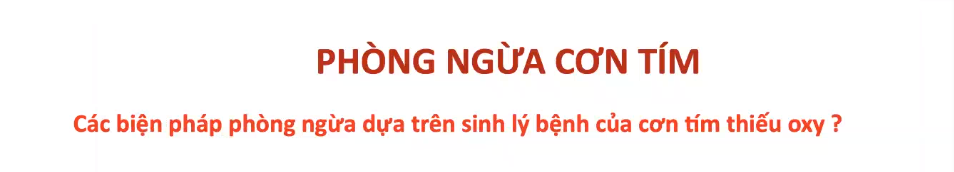 PHÒNG NGỪA CƠN TÍM
Các biện pháp phòng ngừa dựa trên sinh lý bệnh của cơn tím thiếu oxy ?